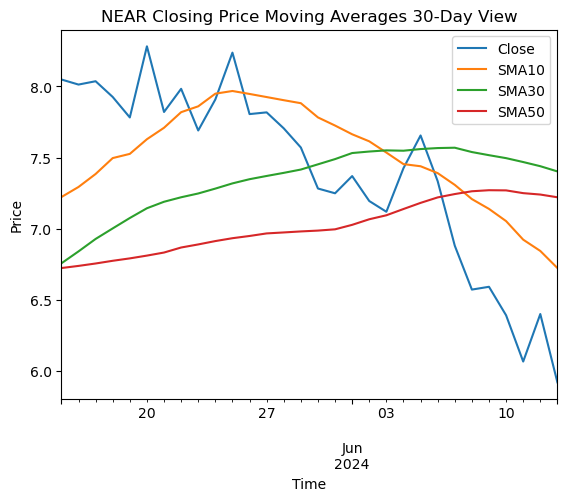 NEAR Closing Price Moving Averages 30-Day View
Close
SMA10
SMA30
SMA50
Price
8.0
7.5
7.0
6.5
6.0
20
27
03
10
Jun
2024
Time